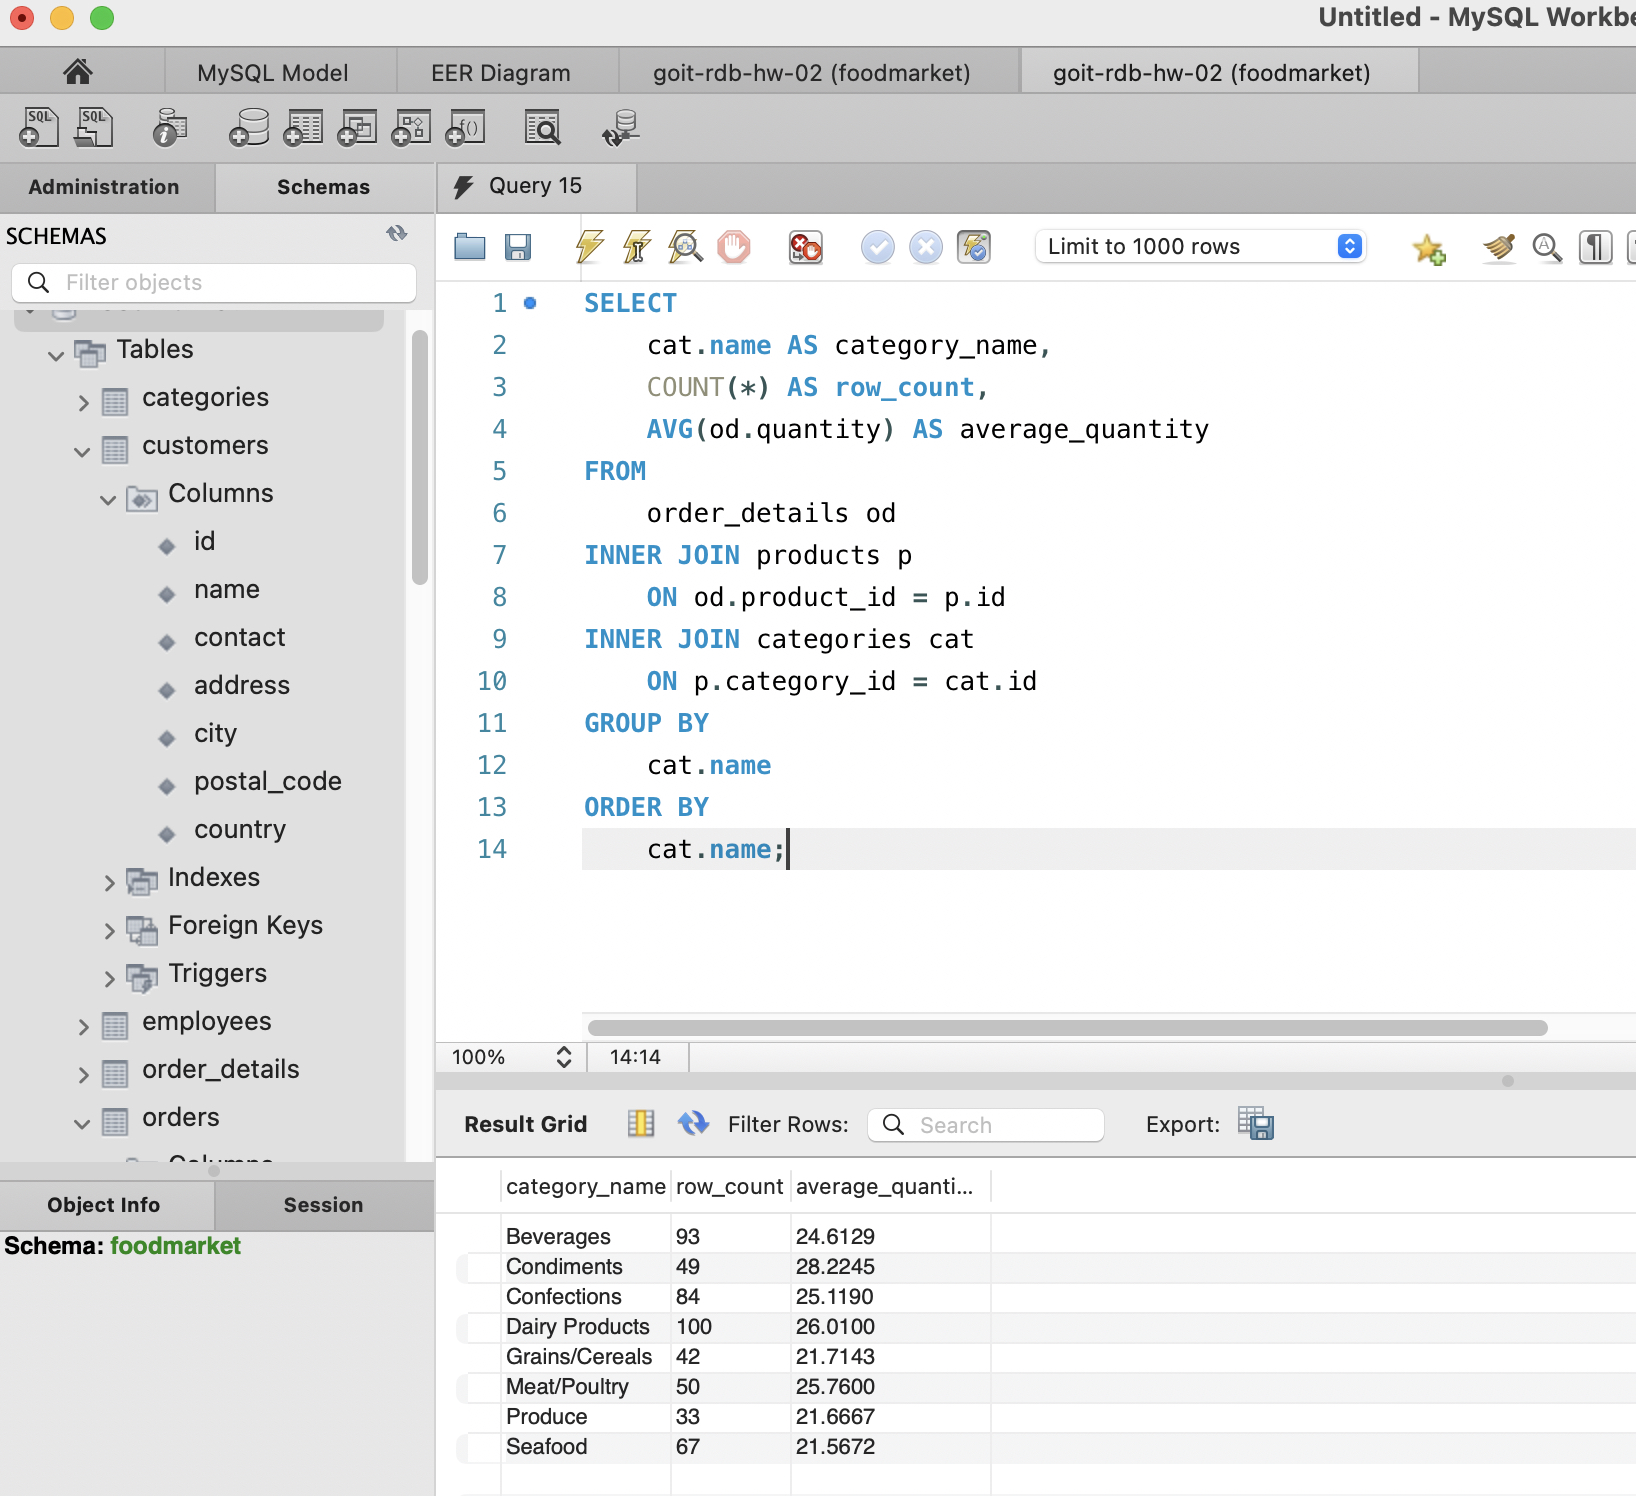 Untitled - MySQL Workbe
MySQL Model
EER Diagram
goit-rdb-hw-02 (foodmarket)
goit-rdb-hw-02 (foodmarket)
SQL
SQL
i
f()
Administration
Schemas
Query 15
SCHEMAS
Filter objects
Tables
categories
customers
Columns
id
name
contact
address
city
postal_code
country
Indexes
Foreign Keys
Triggers
employees
order_details
orders
Columns
Object Info
Session
Schema: foodmarket
Limit to 1000 rows
1 SELECT
2 cat.name AS category_name,
3 COUNT(*) AS row_count,
4 AVG(od.quantity) AS average_quantity
5 FROM
6 order_details od
7 INNER JOIN products p
8 ON od.product_id = p.id
9 INNER JOIN categories cat
10 ON p.category_id = cat.id
11 GROUP BY
12 cat.name
13 ORDER BY
14 cat.name;
100% 14:14
Result Grid Filter Rows: Search Export:
category_name row_count average_quanti...
Beverages 93 24.6129
Condiments 49 28.2245
Confections 84 25.1190
Dairy Products 100 26.0100
Grains/Cereals 42 21.7143
Meat/Poultry 50 25.7600
Produce 33 21.6667
Seafood 67 21.5672